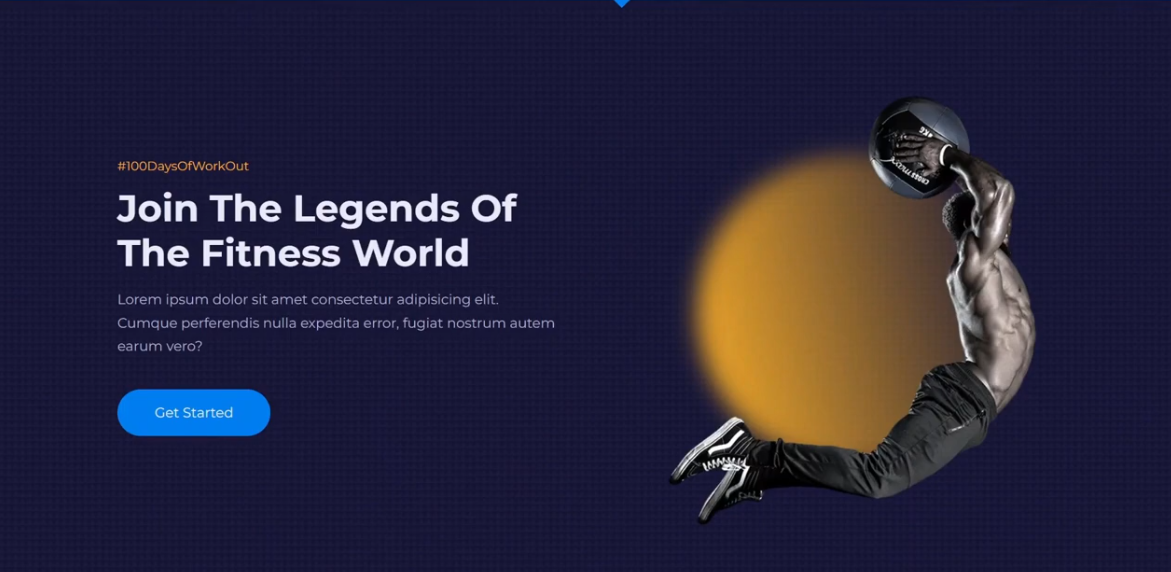 #100DaysOfWorkOut
Join The Legends Of
The Fitness World
Lorem ipsum dolor sit amet consectetur adipisicing elit.
Cumque perferendis nulla expedita error, fugiat nostrum autem
earum vero?
Get Started
KG